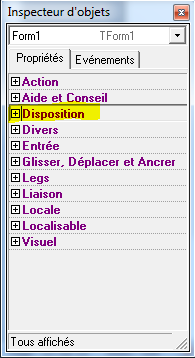 Inspecteur d'objets
Form1 TForm1
Propriétés Evénements
Action
Aide et Conseil
Disposition
Divers
Entrée
Glisser, Déplacer et Ancrer
Legs
Liaison
Locale
Localisable
Visuel
Tous affichés